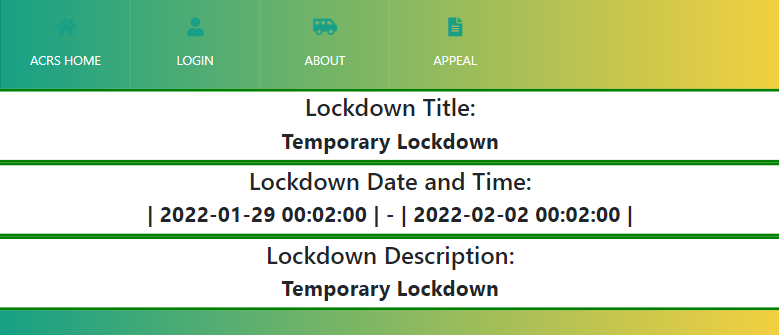 ACRS HOME LOGIN ABOUT APPEAL
Lockdown Title:
Temporary Lockdown
Lockdown Date and Time:
| 2022-01-29 00:02:00 | - | 2022-02-02 00:02:00 |
Lockdown Description:
Temporary Lockdown